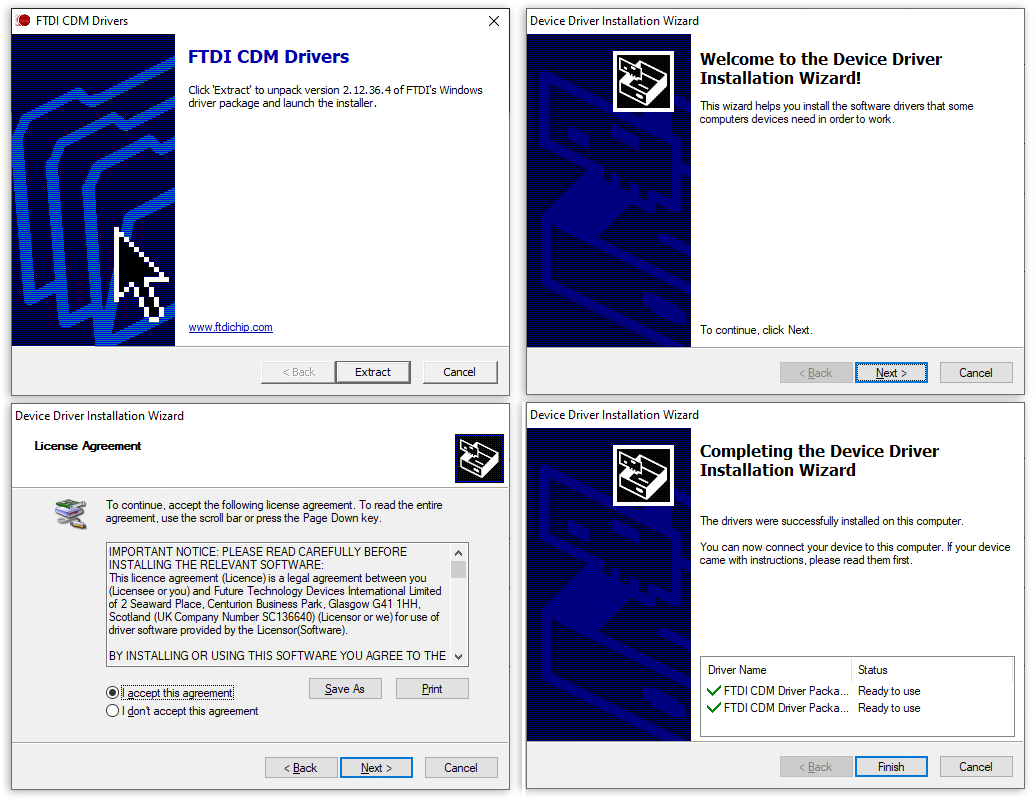 FTDI CDM Drivers
FTDI CDM Drivers
Click 'Extract' to unpack version 2.12.36.4 of FTDI's Windows
driver package and launch the installer.
www.ftdichip.com
< Back
Extract
Cancel
Device Driver Installation Wizard
Welcome to the Device Driver
Installation Wizard!
This wizard helps you install the software drivers that some
computers devices need in order to work.
To continue, click Next.
< Back
Next >
Cancel
Device Driver Installation Wizard
License Agreement
To continue, accept the following license agreement. To read the entire
agreement, use the scroll bar or press the Page Down key.
IMPORTANT NOTICE: PLEASE READ CAREFULLY BEFORE
INSTALLING THE RELEVANT SOFTWARE:
This licence agreement (Licence) is a legal agreement between you
(Licensee or you) and Future Technology Devices International Limited
of 2 Seaward Place, Centurion Business Park, Glasgow G41 1HH,
Scotland (UK Company Number SC136640) (Licensor or we) for use of
driver software provided by the Licensor(Software).
BY INSTALLING OR USING THIS SOFTWARE YOU AGREE TO THE
I accept this agreement
Save As
Print
I don't accept this agreement
< Back
Next >
Cancel
Device Driver Installation Wizard
Completing the Device Driver
Installation Wizard
The drivers were successfully installed on this computer.
You can now connect your device to this computer. If your device
came with instructions, please read them first.
Driver Name
Status
FTDI CDM Driver Packa...
Ready to use
FTDI CDM Driver Packa...
Ready to use
< Back
Finish
Cancel